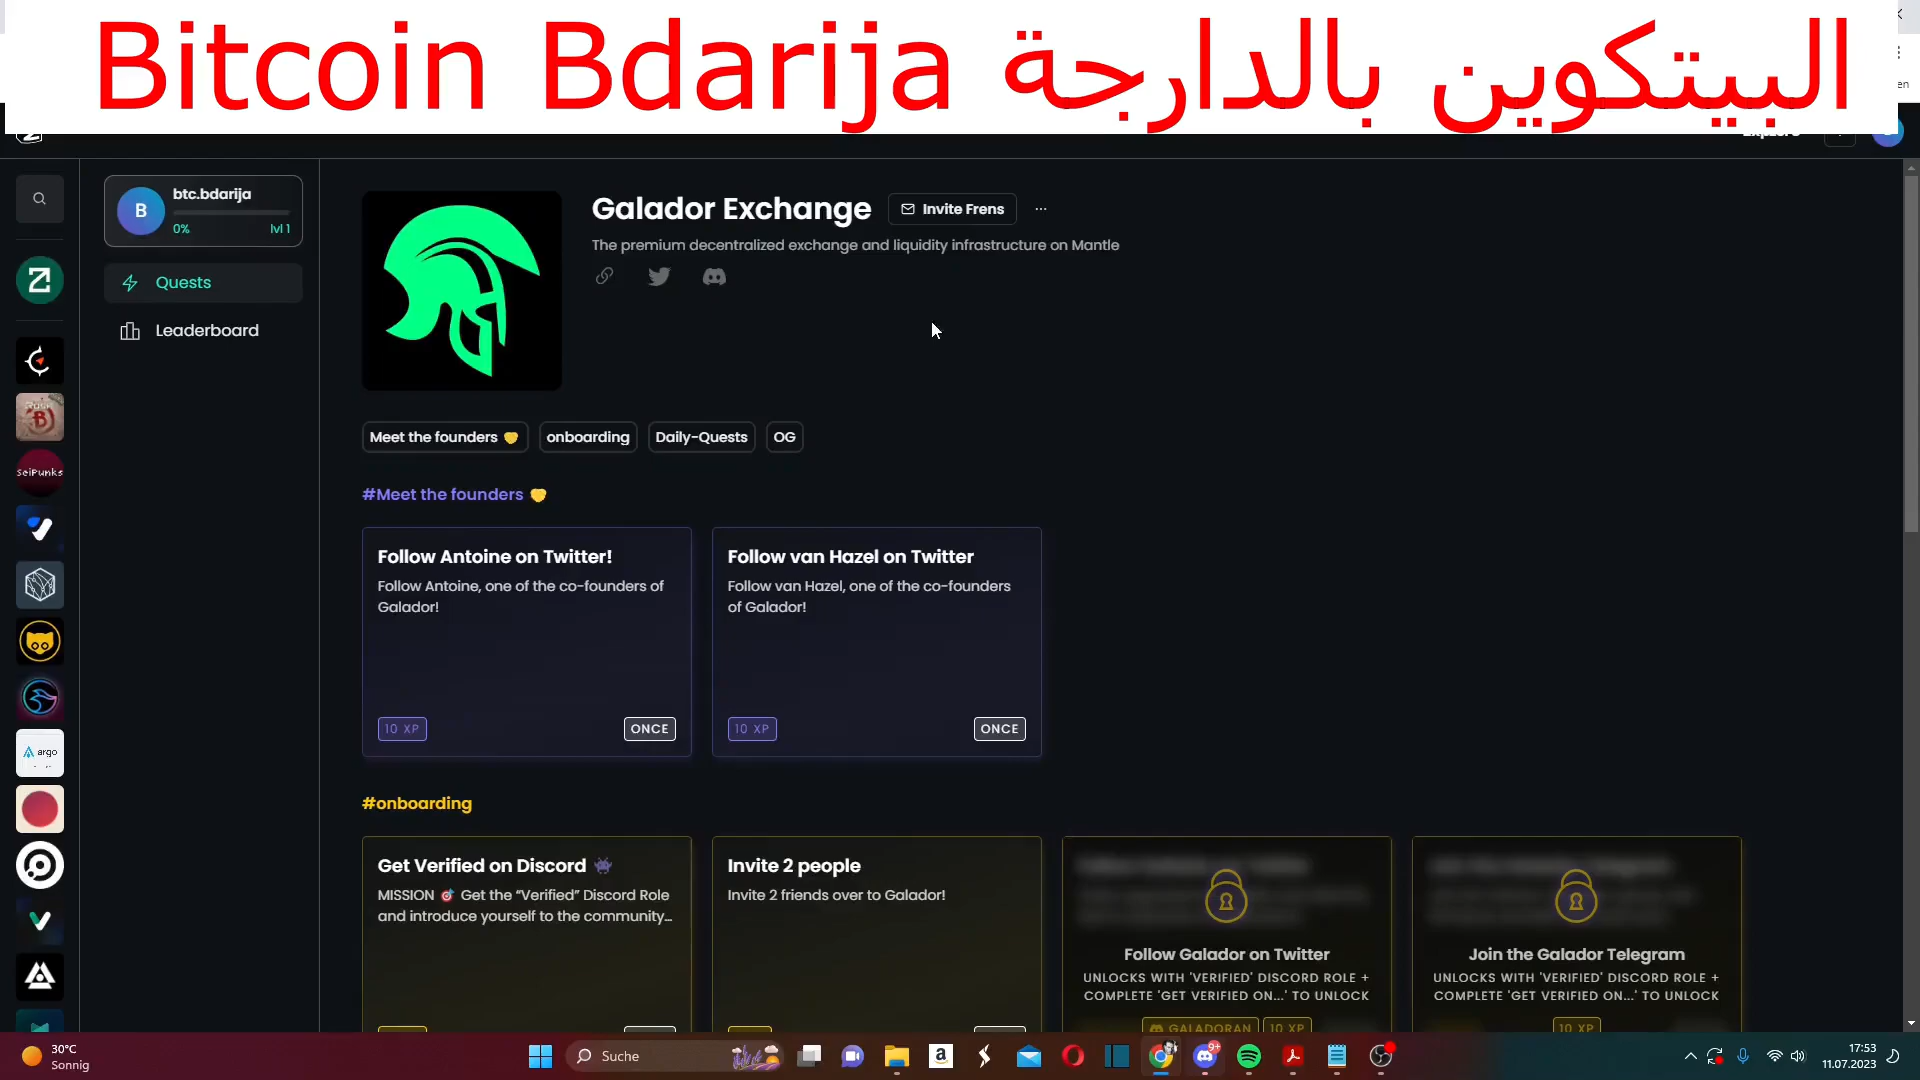 Bitcoin Bdarija البيتكوين بالدارجة
en
B
btc.bdarija
0%
lvl 1
Quests
Leaderboard
Galador Exchange
Invite Frens
The premium decentralized exchange and liquidity infrastructure on Mantle
Meet the founders
onboarding
Daily-Quests
OG
#Meet the founders
Follow Antoine on Twitter!
Follow Antoine, one of the co-founders of
Galador!
10 XP
ONCE
Follow van Hazel on Twitter
Follow van Hazel, one of the co-founders
of Galador!
10 XP
ONCE
#onboarding
Get Verified on Discord
MISSION Get the “Verified” Discord Role
and introduce yourself to the community...
Invite 2 people
Invite 2 friends over to Galador!
Follow Galador on Twitter
UNLOCKS WITH 'VERIFIED' DISCORD ROLE +
COMPLETE 'GET VERIFIED ON...' TO UNLOCK
GALADORAN
10 XP
Join the Galador Telegram
UNLOCKS WITH 'VERIFIED' DISCORD ROLE +
COMPLETE 'GET VERIFIED ON...' TO UNLOCK
10 XP
SeiPunks
argo
30°C
Sonnig
Suche
9+
17:53
11.07.2023